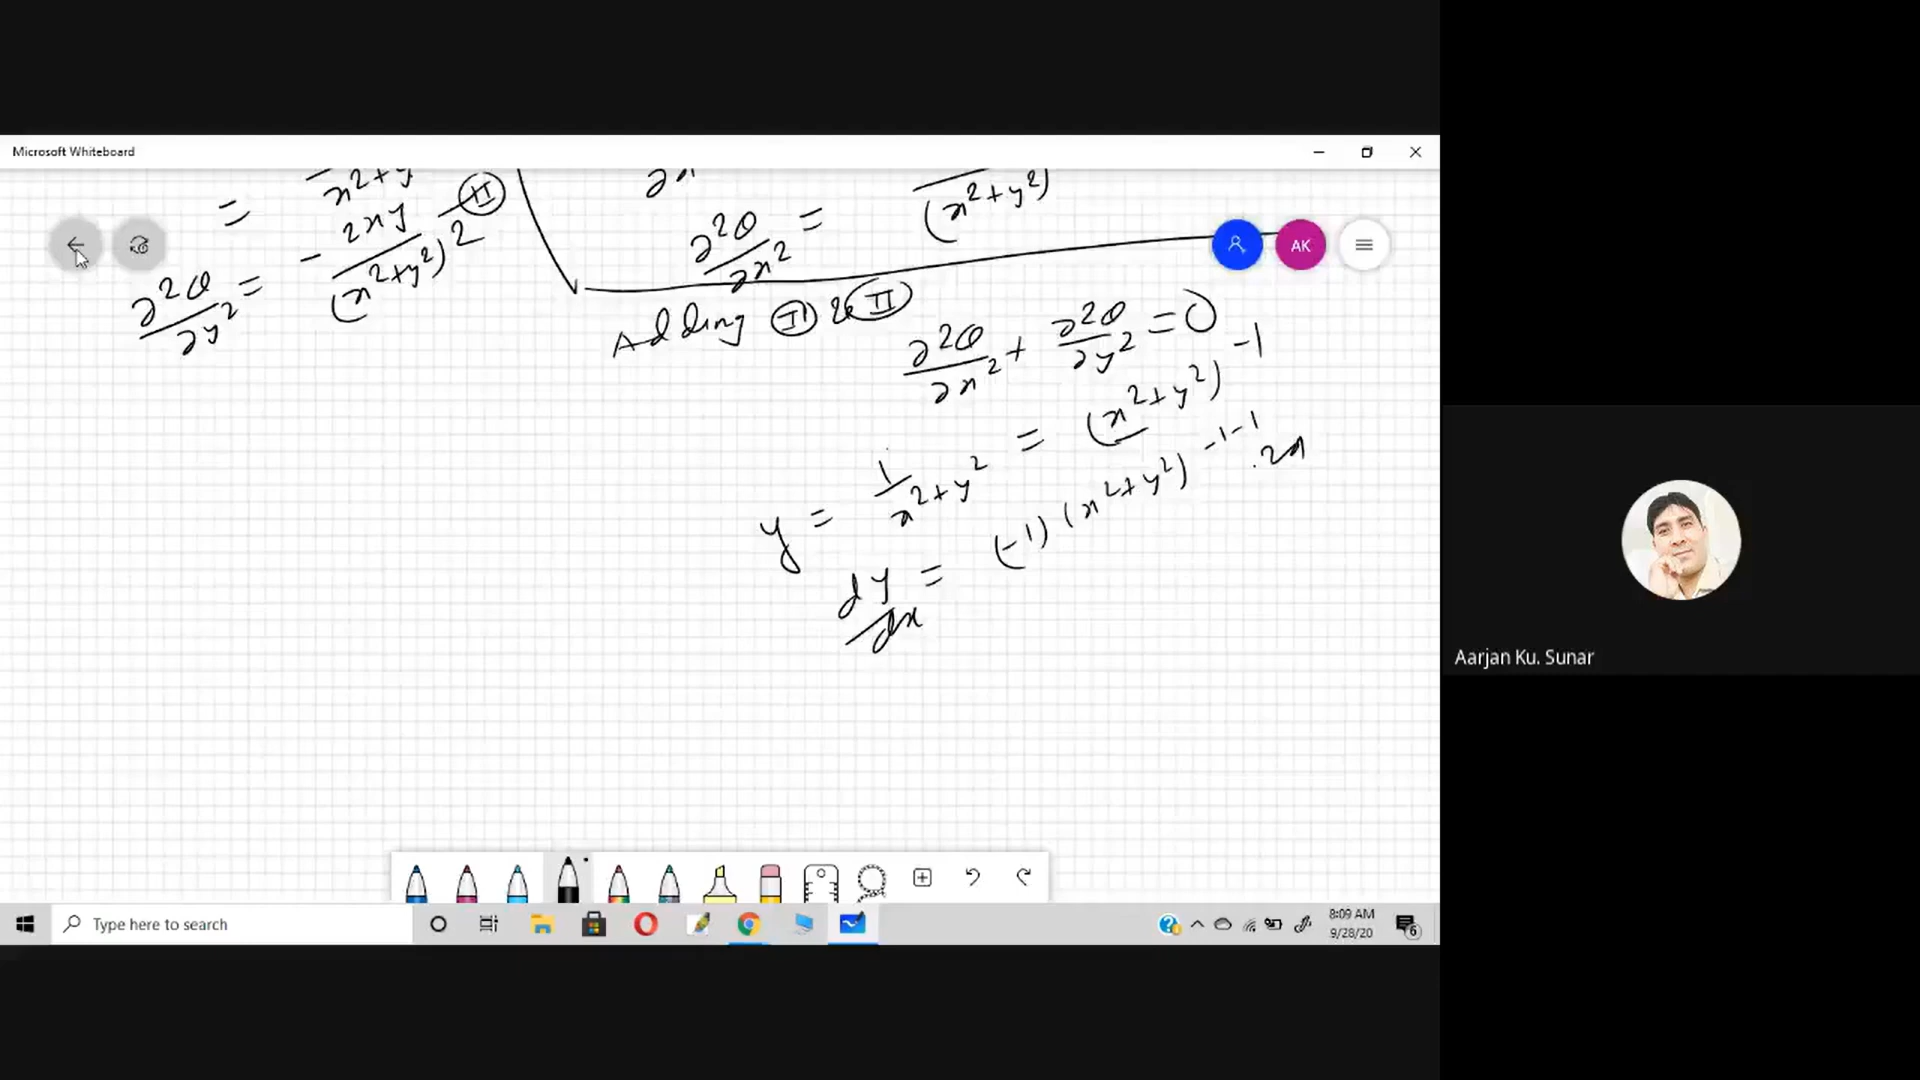 Microsoft Whiteboard
= x²+y
∂²θ/∂y² = - 2xy/(x²+y²)² - II
∂x
∂²θ/∂x² = (x²+y²)
AK
Adding I & II
∂²θ/∂x² + ∂²θ/∂y² = 0
y = 1/x²+y² = (x²+y²)-1
dy/dx = (-1)(x²+y²)-1-1 .2x
Aarjan Ku. Sunar
Type here to search
8:09 AM
9/28/20
6